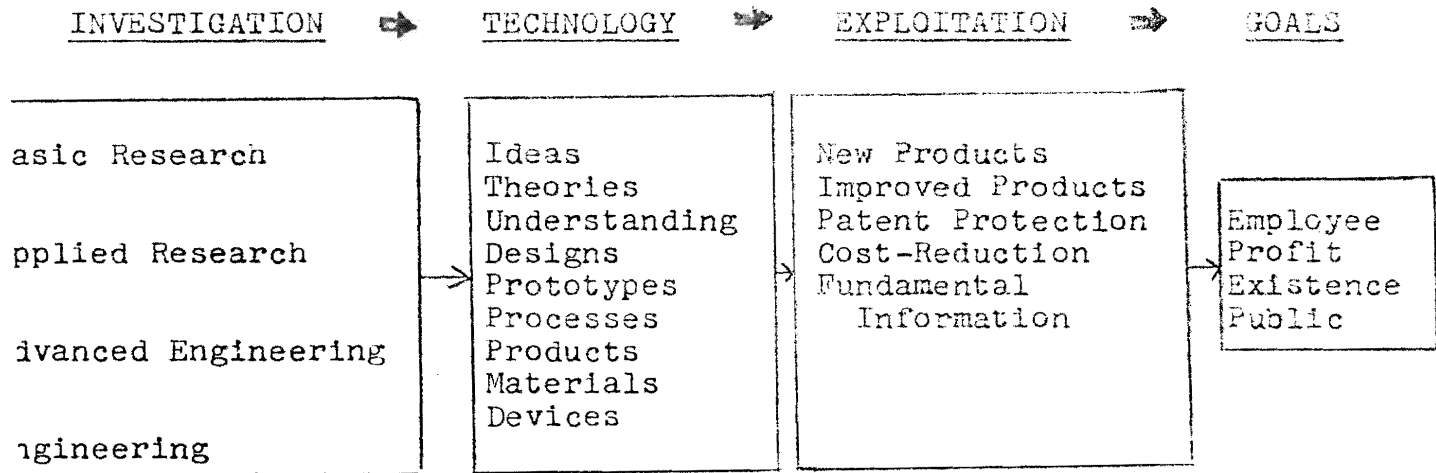 INVESTIGATION TECHNOLOGY EXPLOITATION GOALS
asic Research
pplied Research
dvanced Engineering
ngineering
Ideas
Theories
Understanding
Designs
Prototypes
Processes
Products
Materials
Devices
New Products
Improved Products
Patent Protection
Cost-Reduction
Fundamental
Information
Employee
Profit
Existence
Public